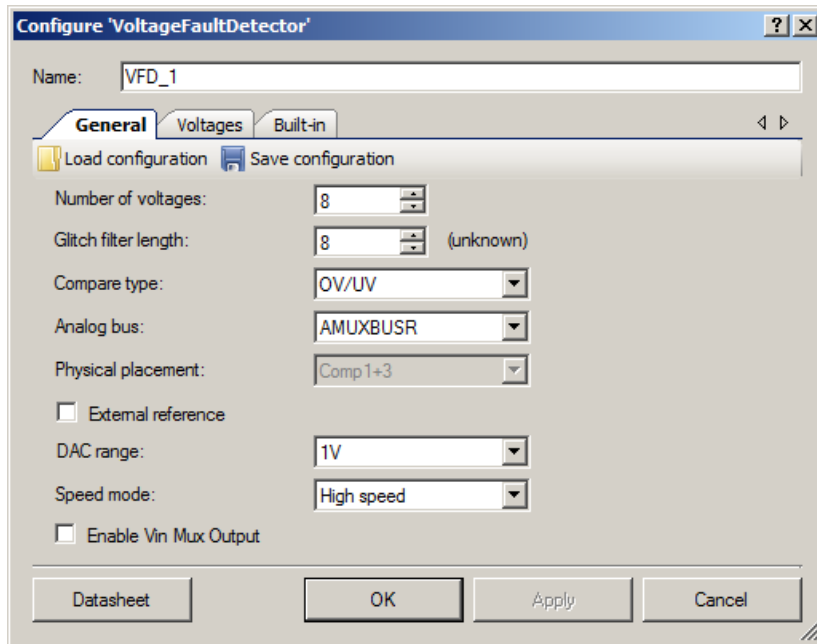 Configure 'VoltageFaultDetector'
Name: VFD_1
General Voltages Built-in
Load configuration Save configuration
Number of voltages: 8
Glitch filter length: 8 (unknown)
Compare type: OV/UV
Analog bus: AMUXBUSR
Physical placement: Comp1+3
External reference
DAC range: 1V
Speed mode: High speed
Enable Vin Mux Output
Datasheet OK Apply Cancel